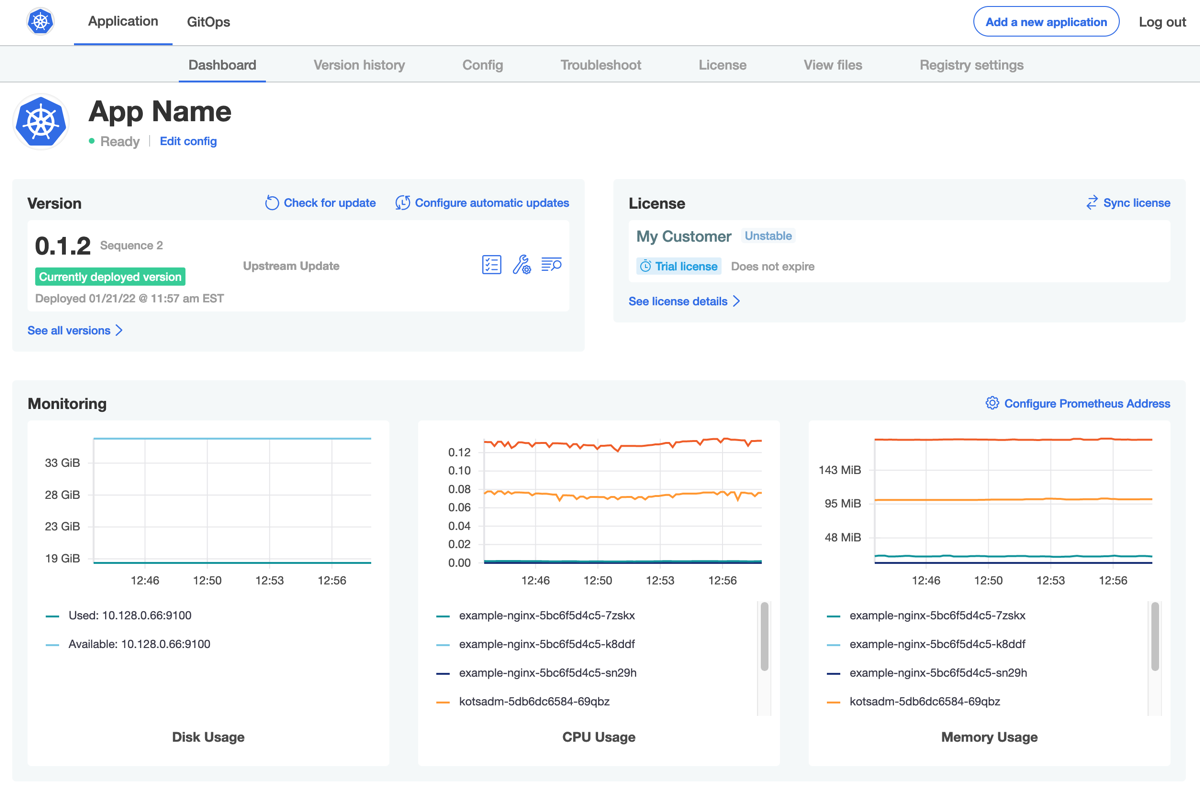 Application
GitOps
Add a new application
Log out
Dashboard
Version history
Config
Troubleshoot
License
View files
Registry settings
App Name
Ready
Edit config
Version
Check for update
Configure automatic updates
0.1.2
Sequence 2
Currently deployed version
Deployed 01/21/22 @ 11:57 am EST
Upstream Update
See all versions
License
Sync license
My Customer
Unstable
Trial license
Does not expire
See license details
Monitoring
Configure Prometheus Address
33 GiB
28 GiB
23 GiB
19 GiB
12:46
12:50
12:53
12:56
Used: 10.128.0.66:9100
Available: 10.128.0.66:9100
Disk Usage
0.12
0.10
0.08
0.06
0.04
0.02
0.00
12:46
12:50
12:53
12:56
example-nginx-5bc6f5d4c5-7zskx
example-nginx-5bc6f5d4c5-k8ddf
example-nginx-5bc6f5d4c5-sn29h
kotsadm-5db6dc6584-69qbz
CPU Usage
143 MiB
95 MiB
48 MiB
12:46
12:50
12:53
12:56
example-nginx-5bc6f5d4c5-7zskx
example-nginx-5bc6f5d4c5-k8ddf
example-nginx-5bc6f5d4c5-sn29h
kotsadm-5db6dc6584-69qbz
Memory Usage